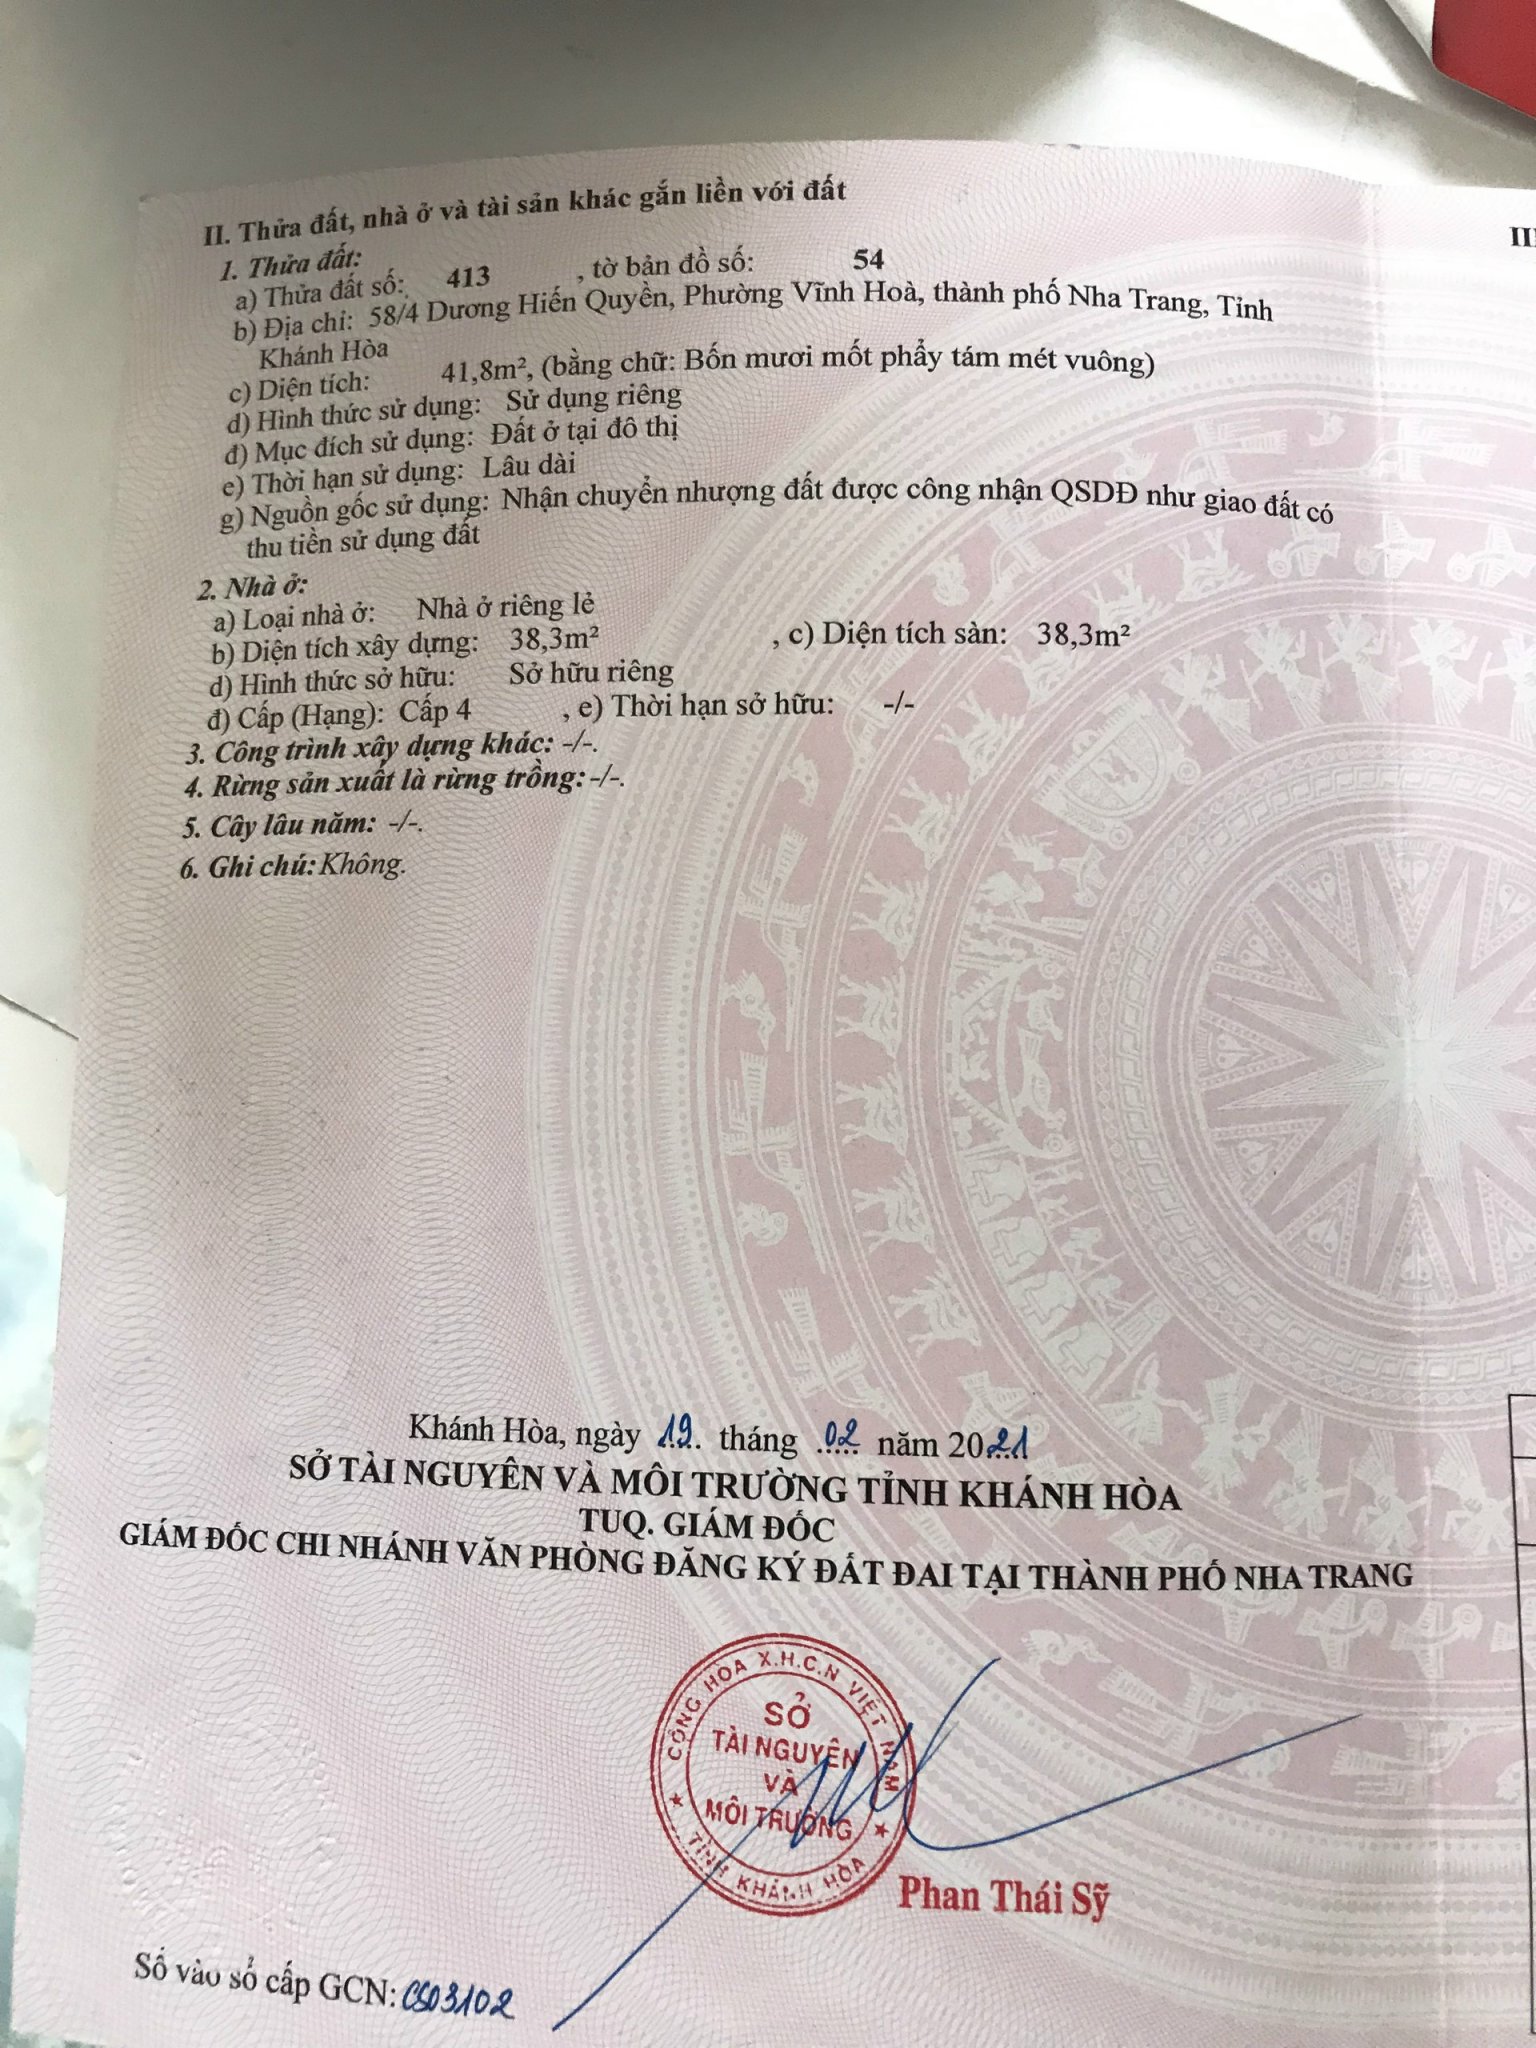 II. Thửa đất, nhà ở và tài sản khác gắn liền với đất
1. Thửa đất:
a) Thửa đất số: 413 , tờ bản đồ số: 54
b) Địa chỉ: 58/4 Dương Hiến Quyền, Phường Vĩnh Hoà, thành phố Nha Trang, Tỉnh
Khánh Hòa
c) Diện tích: 41,8m², (bằng chữ: Bốn mươi mốt phẩy tám mét vuông)
d) Hình thức sử dụng: Sử dụng riêng
đ) Mục đích sử dụng: Đất ở tại đô thị
e) Thời hạn sử dụng: Lâu dài
g) Nguồn gốc sử dụng: Nhận chuyển nhượng đất được công nhận QSDĐ như giao đất có
thu tiền sử dụng đất
2. Nhà ở:
a) Loại nhà ở: Nhà ở riêng lẻ
b) Diện tích xây dựng: 38,3m² , c) Diện tích sàn: 38,3m²
d) Hình thức sở hữu: Sở hữu riêng
đ) Cấp (Hạng): Cấp 4 , e) Thời hạn sở hữu: -/-
3. Công trình xây dựng khác: -/-.
4. Rừng sản xuất là rừng trồng: -/-.
5. Cây lâu năm: -/-.
6. Ghi chú: Không.
Khánh Hòa, ngày 19 tháng 02 năm 2021
SỞ TÀI NGUYÊN VÀ MÔI TRƯỜNG TỈNH KHÁNH HÒA
TUQ. GIÁM ĐỐC
GIÁM ĐỐC CHI NHÁNH VĂN PHÒNG ĐĂNG KÝ ĐẤT ĐAI TẠI THÀNH PHỐ NHA TRANG
CỘNG HÒA X.H.C.N VIỆT NAM
SỞ
TÀI NGUYÊN
VÀ
MÔI TRƯỜNG
★ TỈNH KHÁNH HÒA ★
Phan Thái Sỹ
Số vào sổ cấp GCN: CS03102